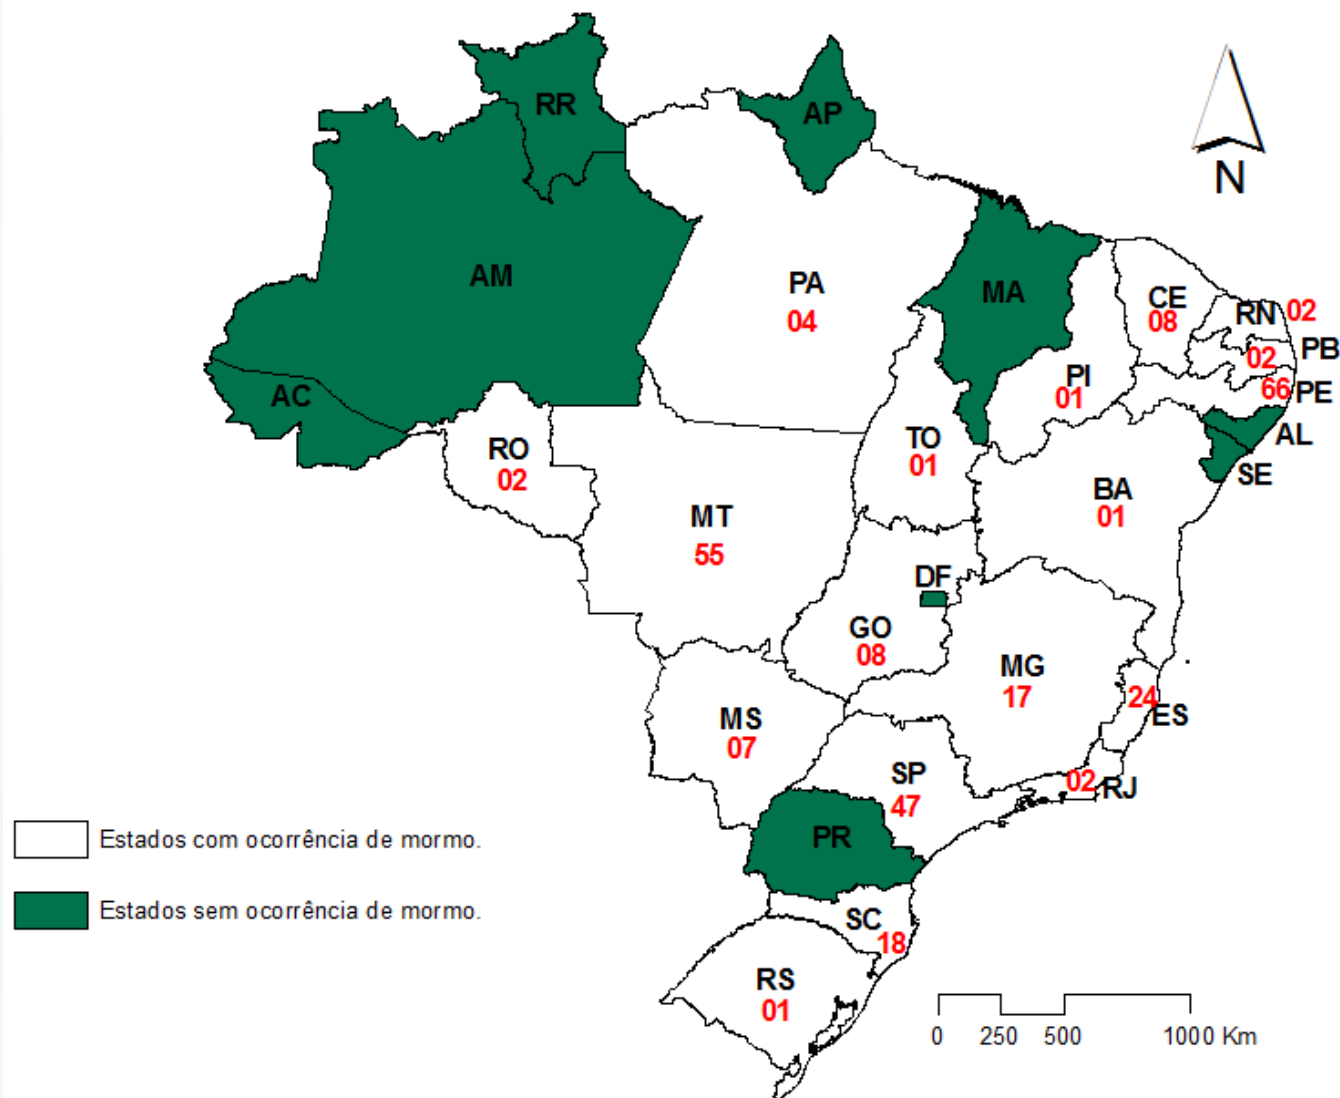 RR
AP
N
AM
PA
04
MA
CE
08
RN
02
PB
02
PI
01
66
PE
AC
AL
SE
RO
02
TO
01
BA
01
MT
55
DF
GO
08
MG
17
24
ES
MS
07
SP
47
02
RJ
PR
Estados com ocorrência de mormo.
Estados sem ocorrência de mormo.
SC
18
RS
01
0 250 500 1000 Km